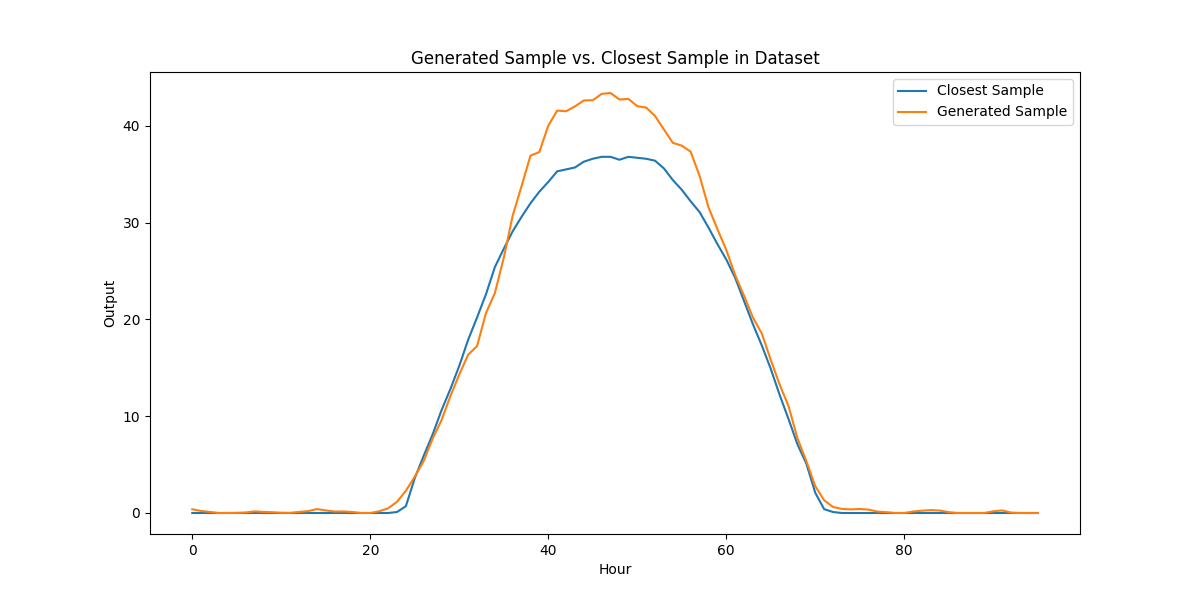 Generated Sample vs. Closest Sample in Dataset
Closest Sample
Generated Sample
Output
40
30
20
10
0
0 20 40 60 80
Hour